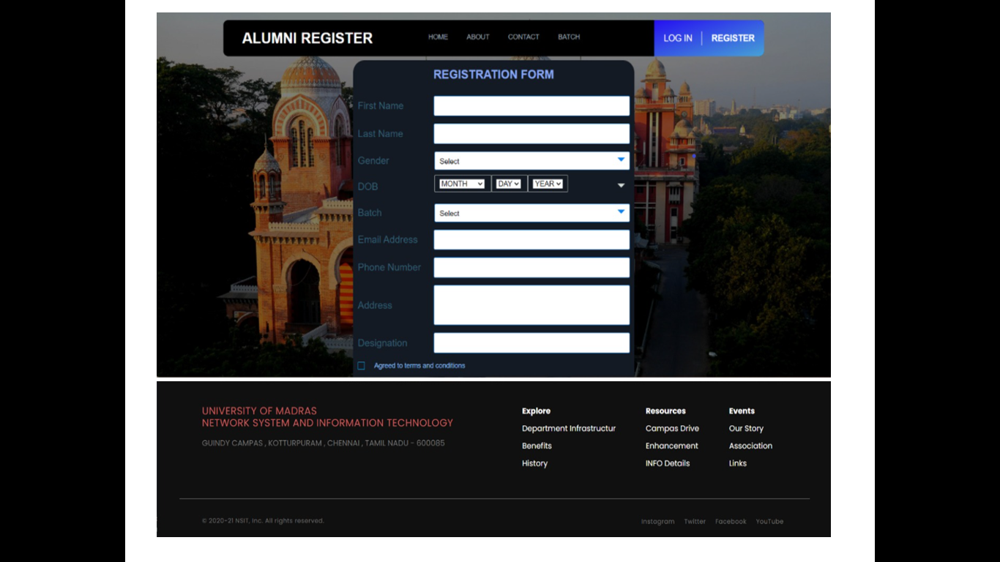 ALUMNI REGISTER
HOME ABOUT CONTACT BATCH
LOG IN | REGISTER
REGISTRATION FORM
First Name
Last Name
Gender Select
DOB MONTH DAY YEAR
Batch Select
Email Address
Phone Number
Address
Designation
Agreed to terms and conditions
UNIVERSITY OF MADRAS
NETWORK SYSTEM AND INFORMATION TECHNOLOGY
GUINDY CAMPAS , KOTTURPURAM , CHENNAI , TAMIL NADU - 600085
Explore
Department Infrastructur
Benefits
History
Resources
Campas Drive
Enhancement
INFO Details
Events
Our Story
Association
Links
© 2020-21 NSIT, Inc. All rights reserved.
Instagram Twitter Facebook YouTube